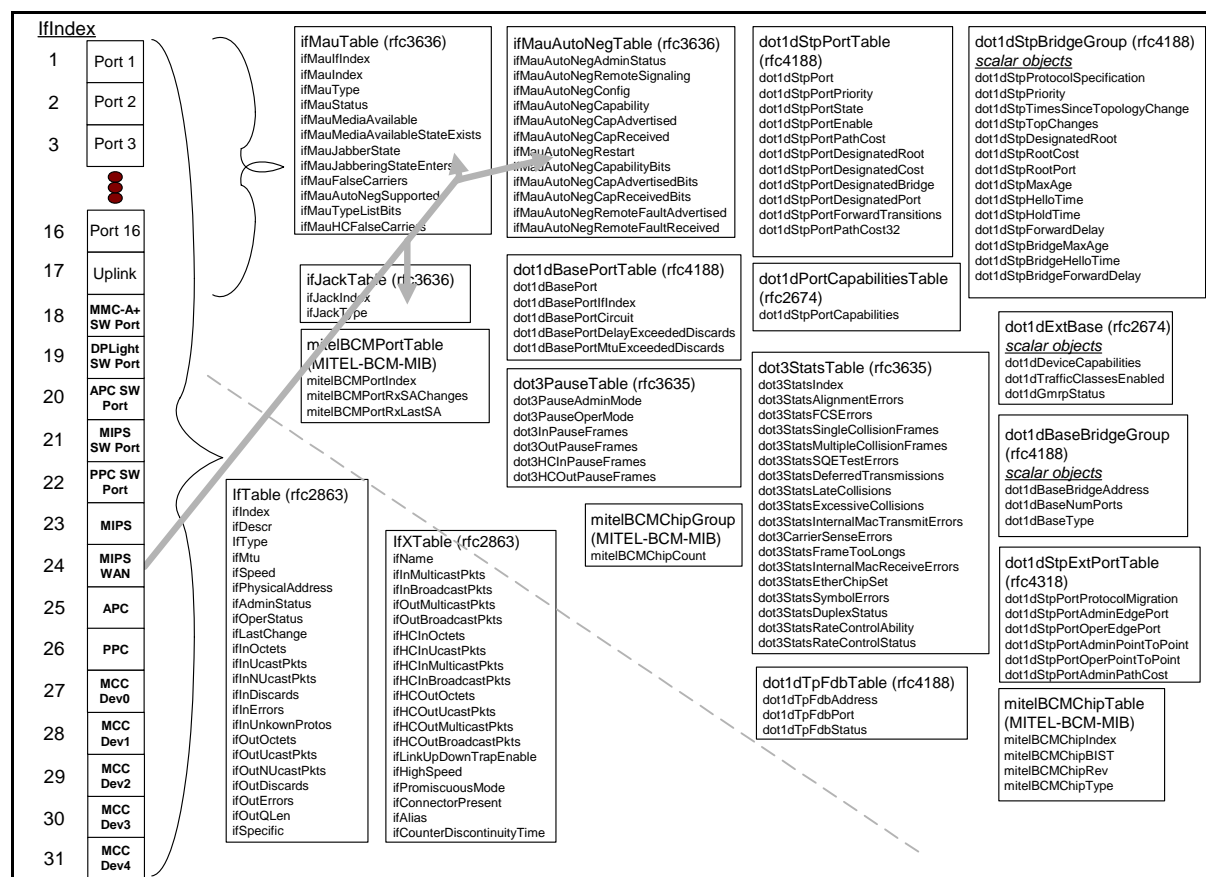 IfIndex
1
Port 1
2
Port 2
3
Port 3
16
Port 16
17
Uplink
18
MMC-A+
SW Port
19
DPLight
SW Port
20
APC SW
Port
21
MIPS
SW Port
22
PPC SW
Port
23
MIPS
24
MIPS
WAN
25
APC
26
PPC
27
MCC
Dev0
28
MCC
Dev1
29
MCC
Dev2
30
MCC
Dev3
31
MCC
Dev4
ifMauTable (rfc3636)
ifMauIfIndex
ifMauIndex
ifMauType
ifMauStatus
ifMauMediaAvailable
ifMauMediaAvailableStateExists
ifMauJabberState
ifMauJabberingStateEnters
ifMauFalseCarriers
ifMauAutoNegSupported
ifMauTypeListBits
ifMauHCFalseCarriers
ifJackTable (rfc3636)
ifJackIndex
ifJackType
mitelBCMPortTable
(MITEL-BCM-MIB)
mitelBCMPortIndex
mitelBCMPortRxSAChanges
mitelBCMPortRxLastSA
IfTable (rfc2863)
ifIndex
ifDescr
IfType
ifMtu
ifSpeed
ifPhysicalAddress
ifAdminStatus
ifOperStatus
ifLastChange
ifInOctets
ifInUcastPkts
ifInNUcastPkts
ifInDiscards
ifInErrors
ifInUnkownProtos
ifOutOctets
ifOutUcastPkts
ifOutNUcastPkts
ifOutDiscards
ifOutErrors
ifOutQLen
ifSpecific
IfXTable (rfc2863)
ifName
ifInMulticastPkts
ifInBroadcastPkts
ifOutMulticastPkts
ifOutBroadcastPkts
ifHCInOctets
ifHCInUcastPkts
ifHCInMulticastPkts
ifHCInBroadcastPkts
ifHCOutOctets
ifHCOutUcastPkts
ifHCOutMulticastPkts
ifHCOutBroadcastPkts
ifLinkUpDownTrapEnable
ifHighSpeed
ifPromiscuousMode
ifConnectorPresent
ifAlias
ifCounterDiscontinuityTime
ifMauAutoNegTable (rfc3636)
ifMauAutoNegAdminStatus
ifMauAutoNegRemoteSignaling
ifMauAutoNegConfig
ifMauAutoNegCapability
ifMauAutoNegCapAdvertised
ifMauAutoNegCapReceived
ifMauAutoNegRestart
ifMauAutoNegCapabilityBits
ifMauAutoNegCapAdvertisedBits
ifMauAutoNegCapReceivedBits
ifMauAutoNegRemoteFaultAdvertised
ifMauAutoNegRemoteFaultReceived
dot1dBasePortTable (rfc4188)
dot1dBasePort
dot1dBasePortIfIndex
dot1dBasePortCircuit
dot1dBasePortDelayExceededDiscards
dot1dBasePortMtuExceededDiscards
dot3PauseTable (rfc3635)
dot3PauseAdminMode
dot3PauseOperMode
dot3InPauseFrames
dot3OutPauseFrames
dot3HCInPauseFrames
dot3HCOutPauseFrames
mitelBCMChipGroup
(MITEL-BCM-MIB)
mitelBCMChipCount
dot1dStpPortTable
(rfc4188)
dot1dStpPort
dot1dStpPortPriority
dot1dStpPortState
dot1dStpPortEnable
dot1dStpPortPathCost
dot1dStpPortDesignatedRoot
dot1dStpPortDesignatedCost
dot1dStpPortDesignatedBridge
dot1dStpPortDesignatedPort
dot1dStpPortForwardTransitions
dot1dStpPortPathCost32
dot1dPortCapabilitiesTable
(rfc2674)
dot1dStpPortCapabilities
dot3StatsTable (rfc3635)
dot3StatsIndex
dot3StatsAlignmentErrors
dot3StatsFCSErrors
dot3StatsSingleCollisionFrames
dot3StatsMultipleCollisionFrames
dot3StatsSQETestErrors
dot3StatsDeferredTransmissions
dot3StatsLateCollisions
dot3StatsExcessiveCollisions
dot3StatsInternalMacTransmitErrors
dot3CarrierSenseErrors
dot3StatsFrameTooLongs
dot3StatsInternalMacReceiveErrors
dot3StatsEtherChipSet
dot3StatsSymbolErrors
dot3StatsDuplexStatus
dot3StatsRateControlAbility
dot3StatsRateControlStatus
dot1dTpFdbTable (rfc4188)
dot1dTpFdbAddress
dot1dTpFdbPort
dot1dTpFdbStatus
dot1dStpBridgeGroup (rfc4188)
scalar objects
dot1dStpProtocolSpecification
dot1dStpPriority
dot1dStpTimesSinceTopologyChange
dot1dStpTopChanges
dot1dStpDesignatedRoot
dot1dStpRootCost
dot1dStpRootPort
dot1dStpMaxAge
dot1dStpHelloTime
dot1dStpHoldTime
dot1dStpForwardDelay
dot1dStpBridgeMaxAge
dot1dStpBridgeHelloTime
dot1dStpBridgeForwardDelay
dot1dExtBase (rfc2674)
scalar objects
dot1dDeviceCapabilities
dot1dTrafficClassesEnabled
dot1dGmrpStatus
dot1dBaseBridgeGroup
(rfc4188)
scalar objects
dot1dBaseBridgeAddress
dot1dBaseNumPorts
dot1dBaseType
dot1dStpExtPortTable
(rfc4318)
dot1dStpPortProtocolMigration
dot1dStpPortAdminEdgePort
dot1dStpPortOperEdgePort
dot1dStpPortAdminPointToPoint
dot1dStpPortOperPointToPoint
dot1dStpPortAdminPathCost
mitelBCMChipTable
(MITEL-BCM-MIB)
mitelBCMChipIndex
mitelBCMChipBIST
mitelBCMChipRev
mitelBCMChipType